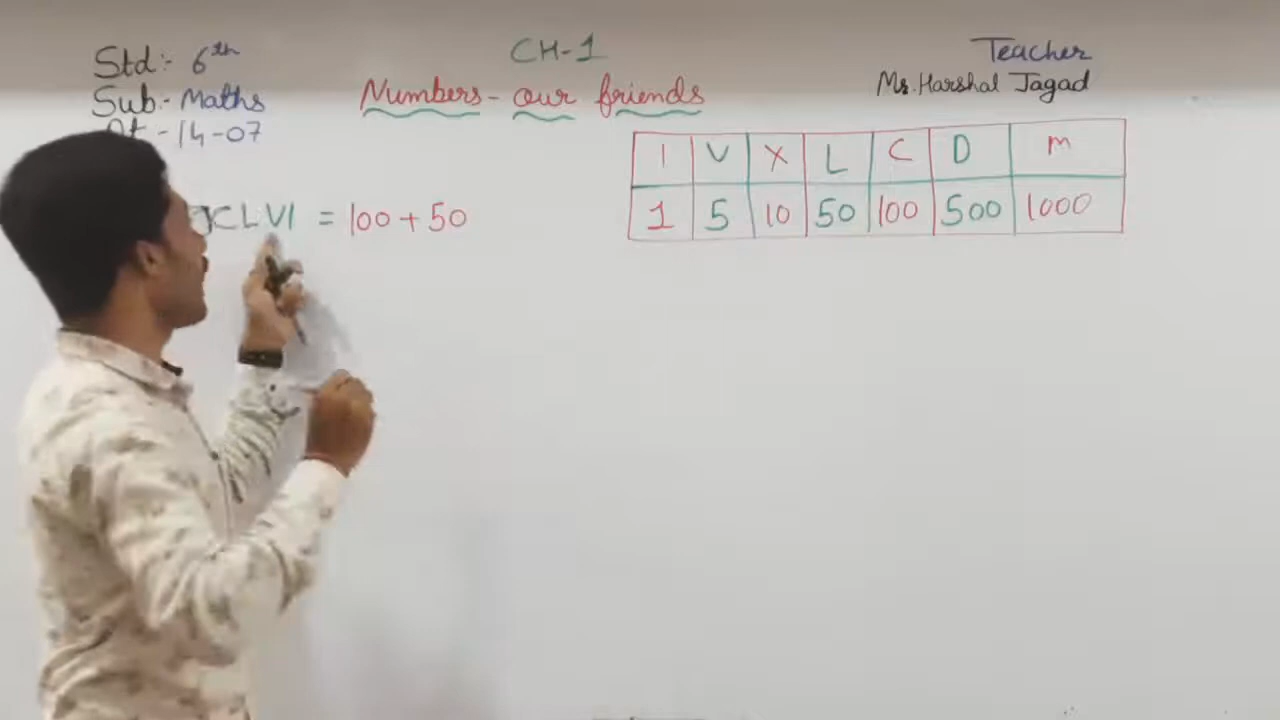 Std:- 6th
CH-1
Teacher
Sub:- Maths
Numbers - our friends
Mr. Harshal Jagad
Dt - 14-07
I V X L C D M
1 5 10 50 100 500 1000
CLVI = 100 + 50